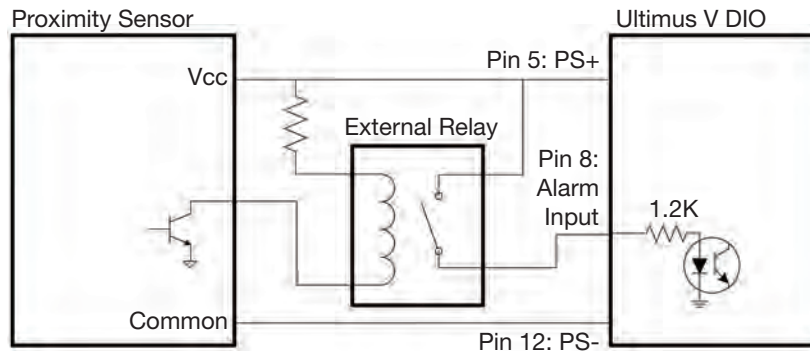 Proximity Sensor
Ultimus V DIO
Vcc
Pin 5: PS+
External Relay
Pin 8:
Alarm
Input
1.2K
Common
Pin 12: PS-